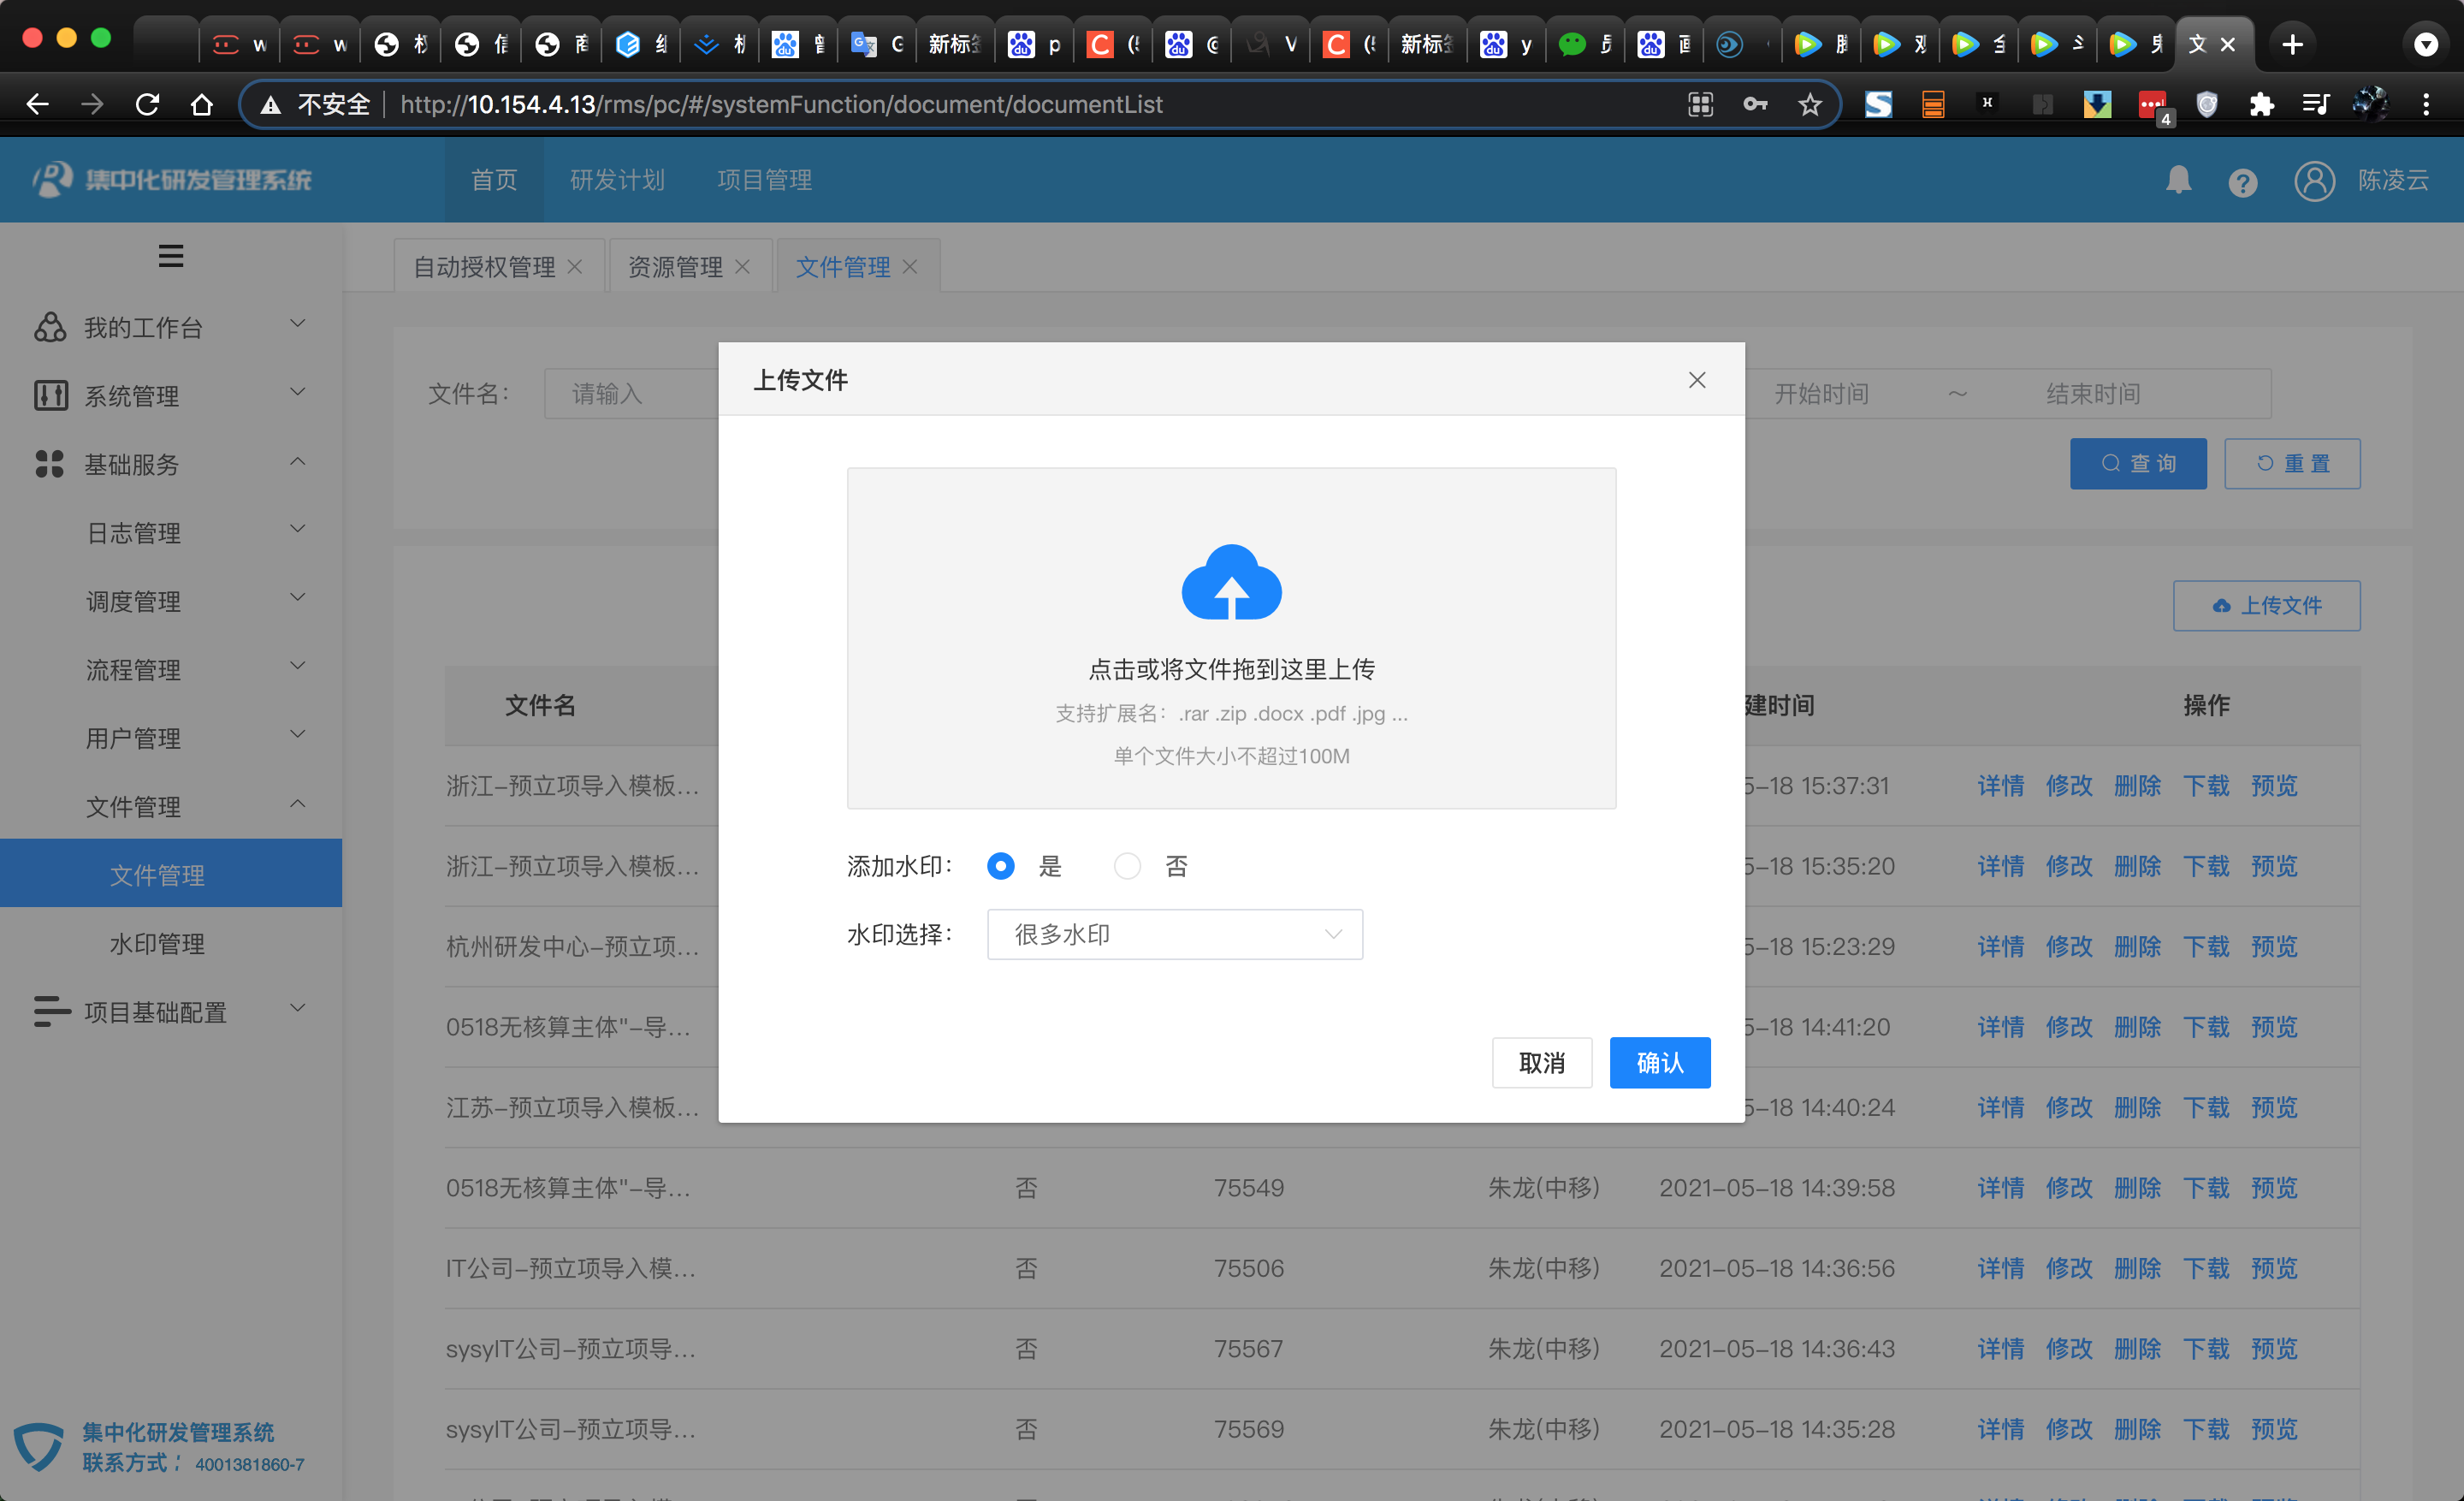 新标
新标
文
不安全
http://10.154.4.13/rms/pc/#/systemFunction/document/documentList
4
集中化研发管理系统
首页 研发计划 项目管理
陈凌云
自动授权管理 资源管理 文件管理
我的工作台
系统管理
基础服务
日志管理
调度管理
流程管理
用户管理
文件管理
文件管理
水印管理
项目基础配置
集中化研发管理系统
联系方式： 4001381860-7
文件名： 请输入
开始时间 ~ 结束时间
查 询 重 置
上传文件
文件名 建时间 操作
浙江-预立项导入模板... 5-18 15:37:31 详情 修改 删除 下载 预览
浙江-预立项导入模板... 5-18 15:35:20 详情 修改 删除 下载 预览
杭州研发中心-预立项... 5-18 15:23:29 详情 修改 删除 下载 预览
0518无核算主体"-导... 5-18 14:41:20 详情 修改 删除 下载 预览
江苏-预立项导入模板... 5-18 14:40:24 详情 修改 删除 下载 预览
0518无核算主体"-导... 否 75549 朱龙(中移) 2021-05-18 14:39:58 详情 修改 删除 下载 预览
IT公司-预立项导入模... 否 75506 朱龙(中移) 2021-05-18 14:36:56 详情 修改 删除 下载 预览
sysyIT公司-预立项导... 否 75567 朱龙(中移) 2021-05-18 14:36:43 详情 修改 删除 下载 预览
sysyIT公司-预立项导... 否 75569 朱龙(中移) 2021-05-18 14:35:28 详情 修改 删除 下载 预览
上传文件
点击或将文件拖到这里上传
支持扩展名：.rar .zip .docx .pdf .jpg ...
单个文件大小不超过100M
添加水印： 是 否
水印选择： 很多水印
取消 确认